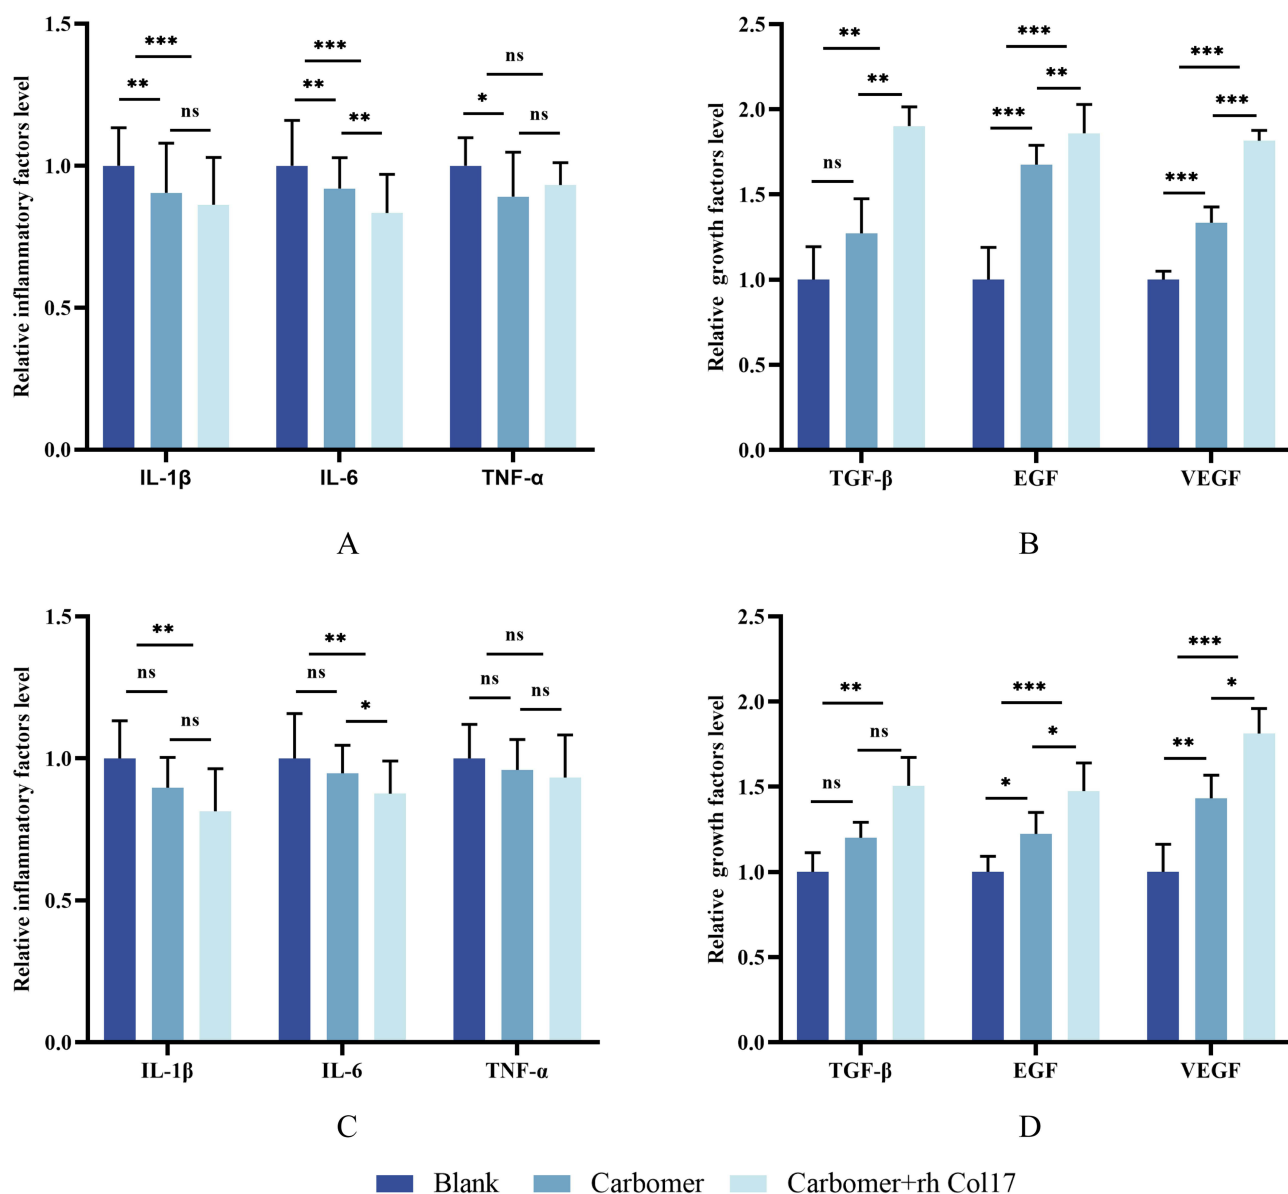 1.5
1.0
0.5
0.0
Relative inflammatory factors level
***
**
ns
***
**
**
ns
*
ns
IL-1β IL-6 TNF-α
A
2.5
2.0
1.5
1.0
0.5
0.0
Relative growth factors level
**
**
ns
***
**
***
***
***
***
TGF-β EGF VEGF
B
1.5
1.0
0.5
0.0
Relative inflammatory factors level
**
ns
ns
**
ns
*
ns
ns
ns
IL-1β IL-6 TNF-α
C
2.5
2.0
1.5
1.0
0.5
0.0
Relative growth factors level
**
ns
ns
***
*
*
***
*
**
TGF-β EGF VEGF
D
Blank Carbomer Carbomer+rh Col17